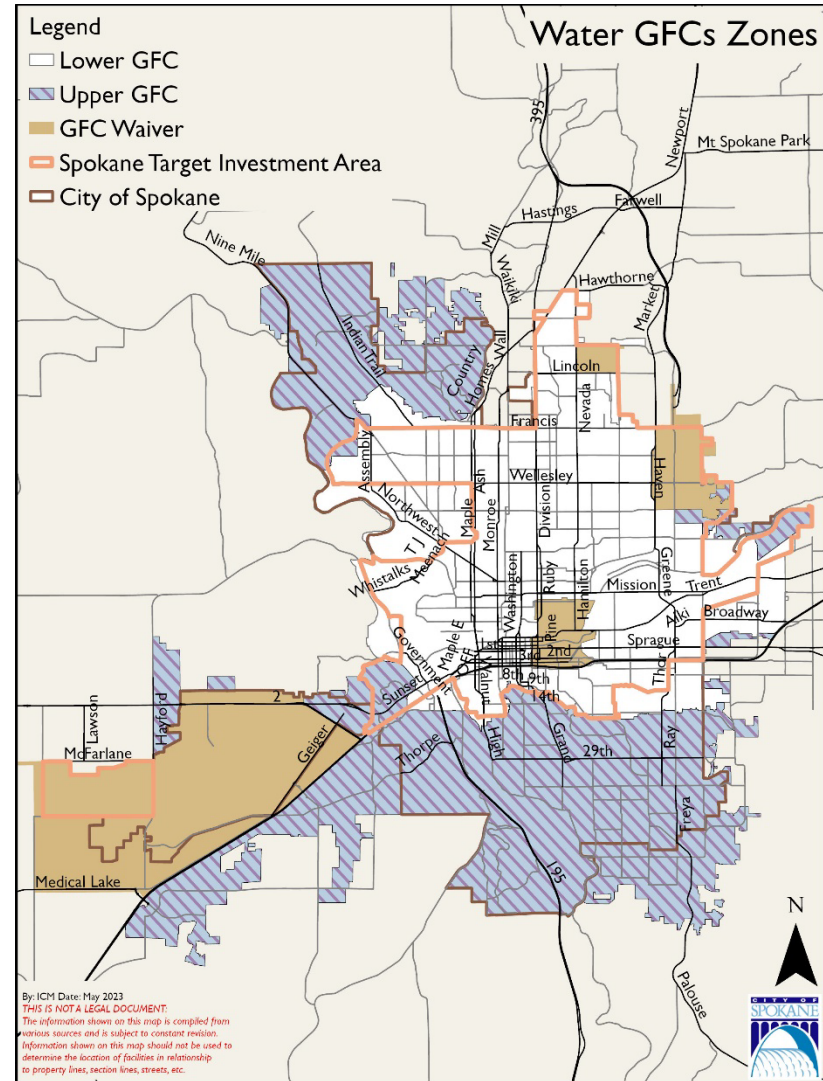 Legend
Water GFCs Zones
Lower GFC
Upper GFC
GFC Waiver
Spokane Target Investment Area
City of Spokane
395
Newport
Mt Spokane Park
Farwell
Hastings
Mill
Nine Mile
Waikiki
Hawthorne
Market
Indian Trail
Wall
Country Homes
Lincoln
Nevada
Francis
Assembly
Ash
Wellesley
Haven
Northwest
Maple
Monroe
Division
T J Meenach
Washington
Ruby
Hamilton
Greene
Whistalks
Mission
Trent
Government
Maple E
Pine
Alki
Broadway
1st
Sprague
OFF
3rd
2nd
Thor
Sunset
Walnut
8th
9th
14th
2
Lawson
Hayford
Geiger
Thorpe
High
Grand
29th
Ray
McFarlane
Freya
Medical Lake
195
N
Palouse
By: ICM Date: May 2023
THIS IS NOT A LEGAL DOCUMENT:
The information shown on this map is compiled from
various sources and is subject to constant revision.
Information shown on this map should not be used to
determine the location of facilities in relationship
to property lines, section lines, streets, etc.
CITY OF
SPOKANE